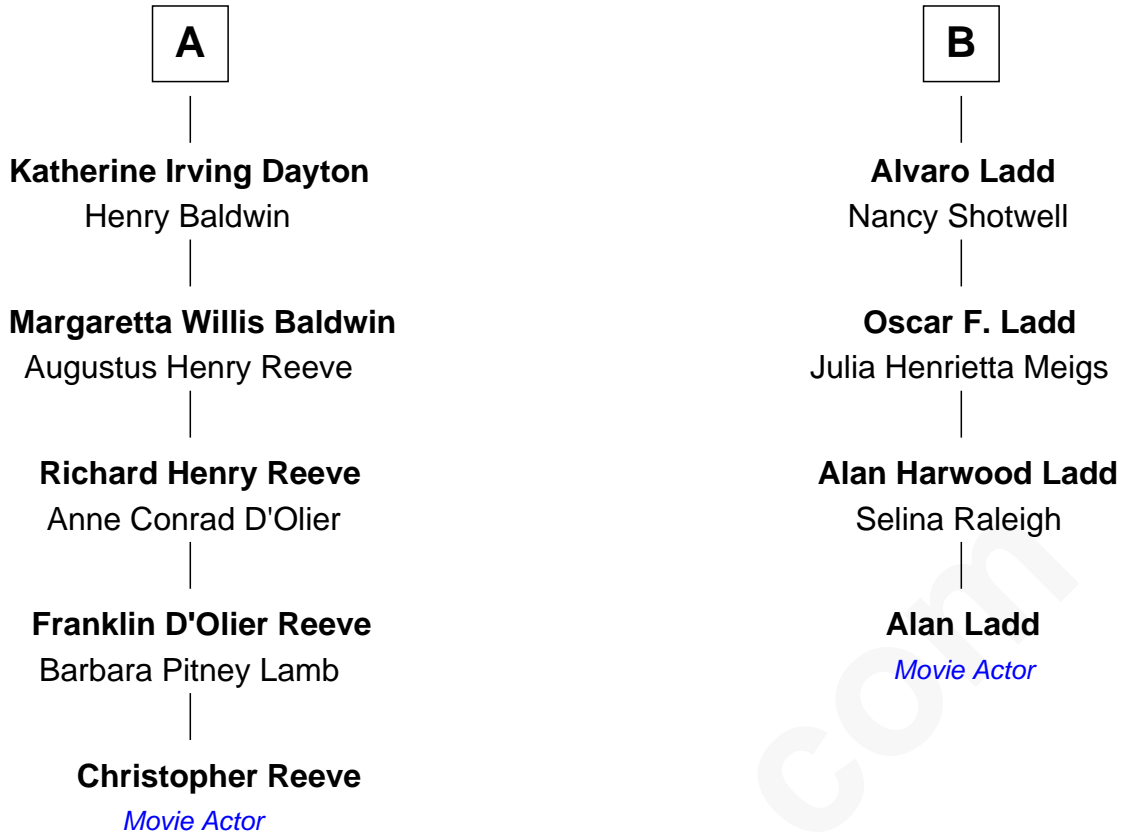 A
Katherine Irving Dayton
Henry Baldwin
Margaretta Willis Baldwin
Augustus Henry Reeve
Richard Henry Reeve
Anne Conrad D'Olier
Franklin D'Olier Reeve
Barbara Pitney Lamb
Christopher Reeve
Movie Actor
B
Alvaro Ladd
Nancy Shotwell
Oscar F. Ladd
Julia Henrietta Meigs
Alan Harwood Ladd
Selina Raleigh
Alan Ladd
Movie Actor
com